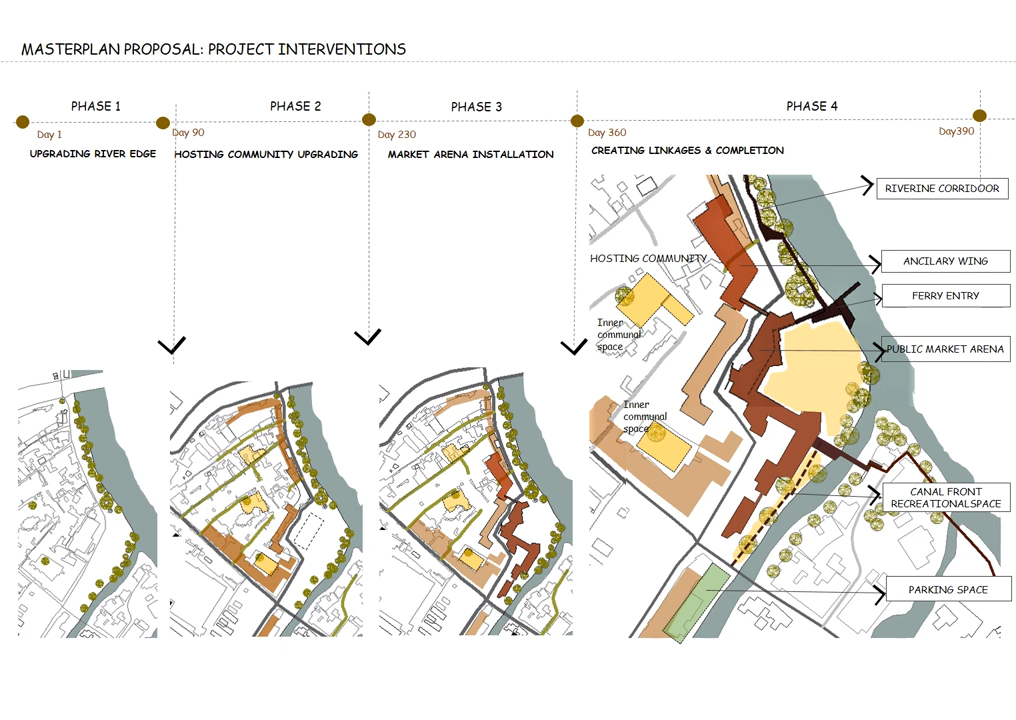 MASTERPLAN PROPOSAL: PROJECT INTERVENTIONS
PHASE 1
PHASE 2
PHASE 3
PHASE 4
Day 1
Day 90
Day 230
Day 360
Day390
UPGRADING RIVER EDGE
HOSTING COMMUNITY UPGRADING
MARKET ARENA INSTALLATION
CREATING LINKAGES & COMPLETION
RIVERINE CORRIDOOR
HOSTING COMMUNITY
ANCILARY WING
FERRY ENTRY
Inner
communal
space
PUBLIC MARKET ARENA
Inner
communal
space
CANAL FRONT
RECREATIONALSPACE
PARKING SPACE